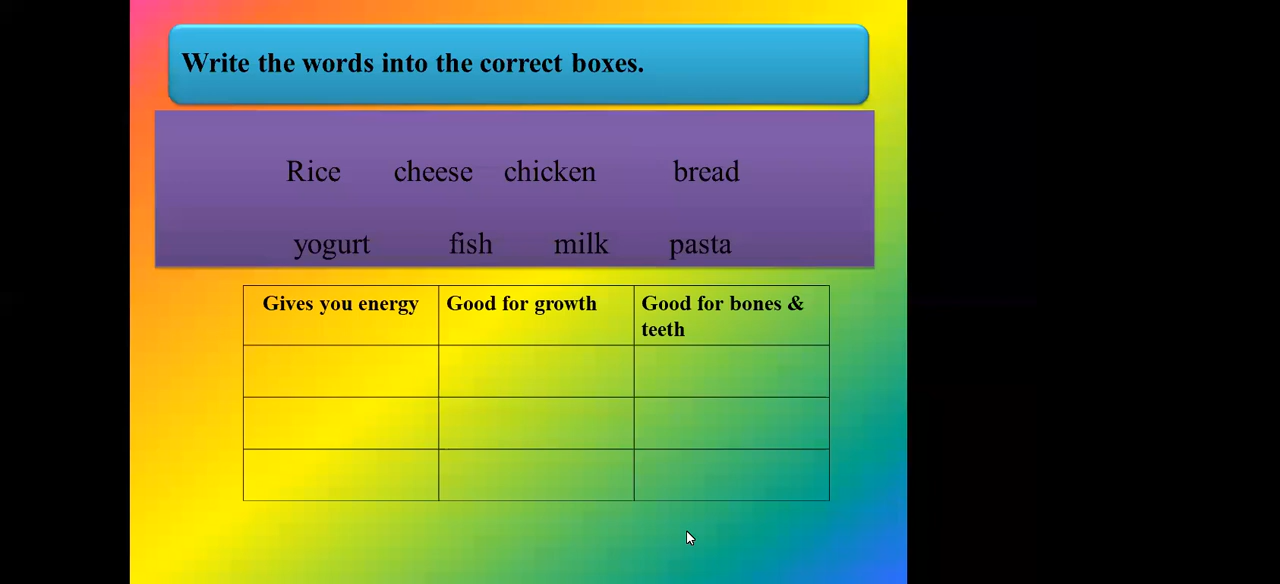 Write the words into the correct boxes.
Rice cheese chicken bread
yogurt fish milk pasta
Gives you energy Good for growth Good for bones &
teeth